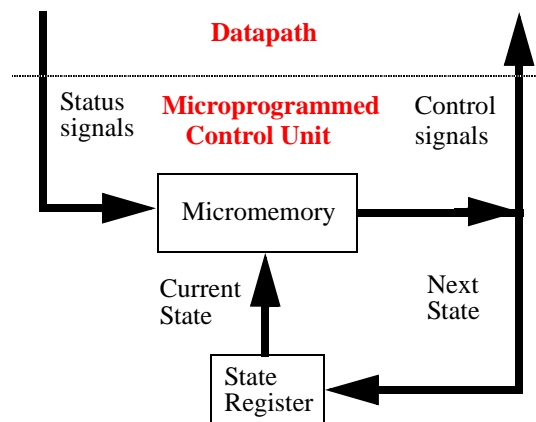 Datapath
Status
signals
Microprogrammed
Control Unit
Control
signals
Micromemory
Current
State
Next
State
State
Register